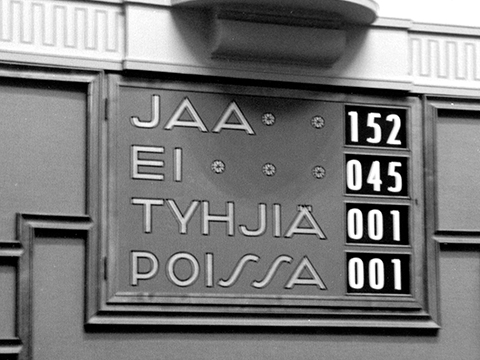 JAA 152
EI 045
TYHJIÄ 001
POISSA 001